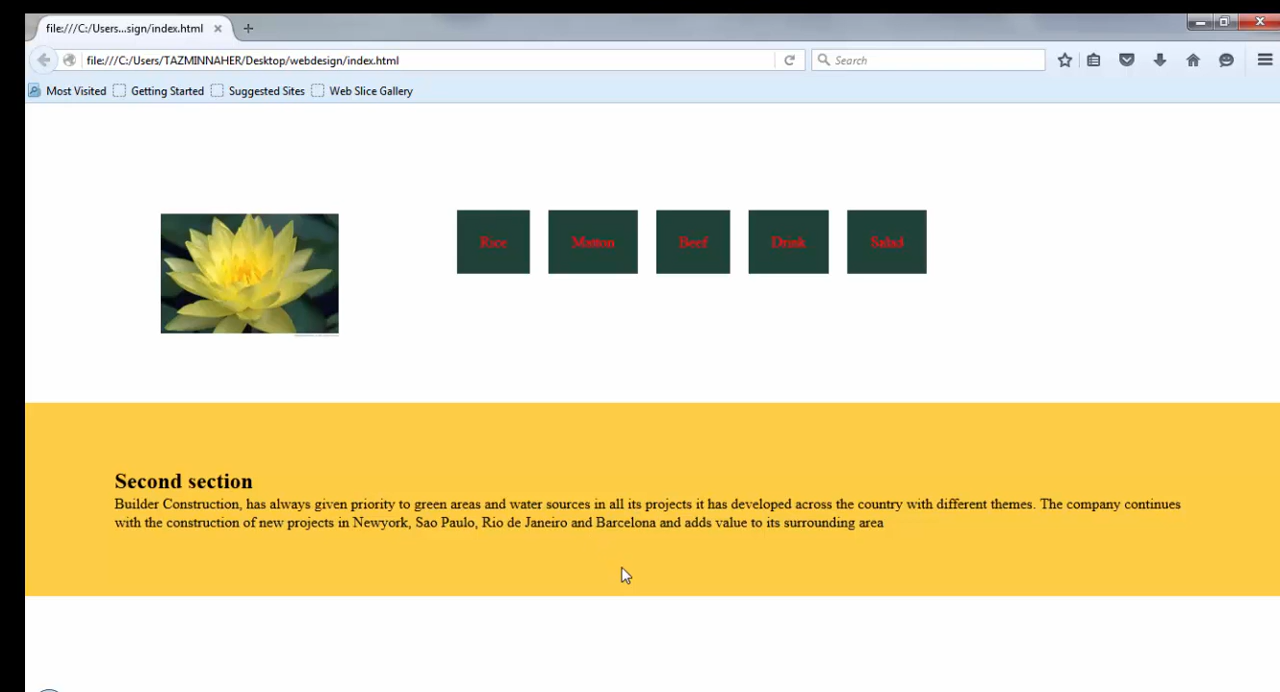 file:///C:/Users...sign/index.html
file:///C:/Users/TAZMINNAHER/Desktop/webdesign/index.html
Search
Most Visited Getting Started Suggested Sites Web Slice Gallery
Rice Matton Beef Drink Salad
Second section
Builder Construction, has always given priority to green areas and water sources in all its projects it has developed across the country with different themes. The company continues
with the construction of new projects in Newyork, Sao Paulo, Rio de Janeiro and Barcelona and adds value to its surrounding area